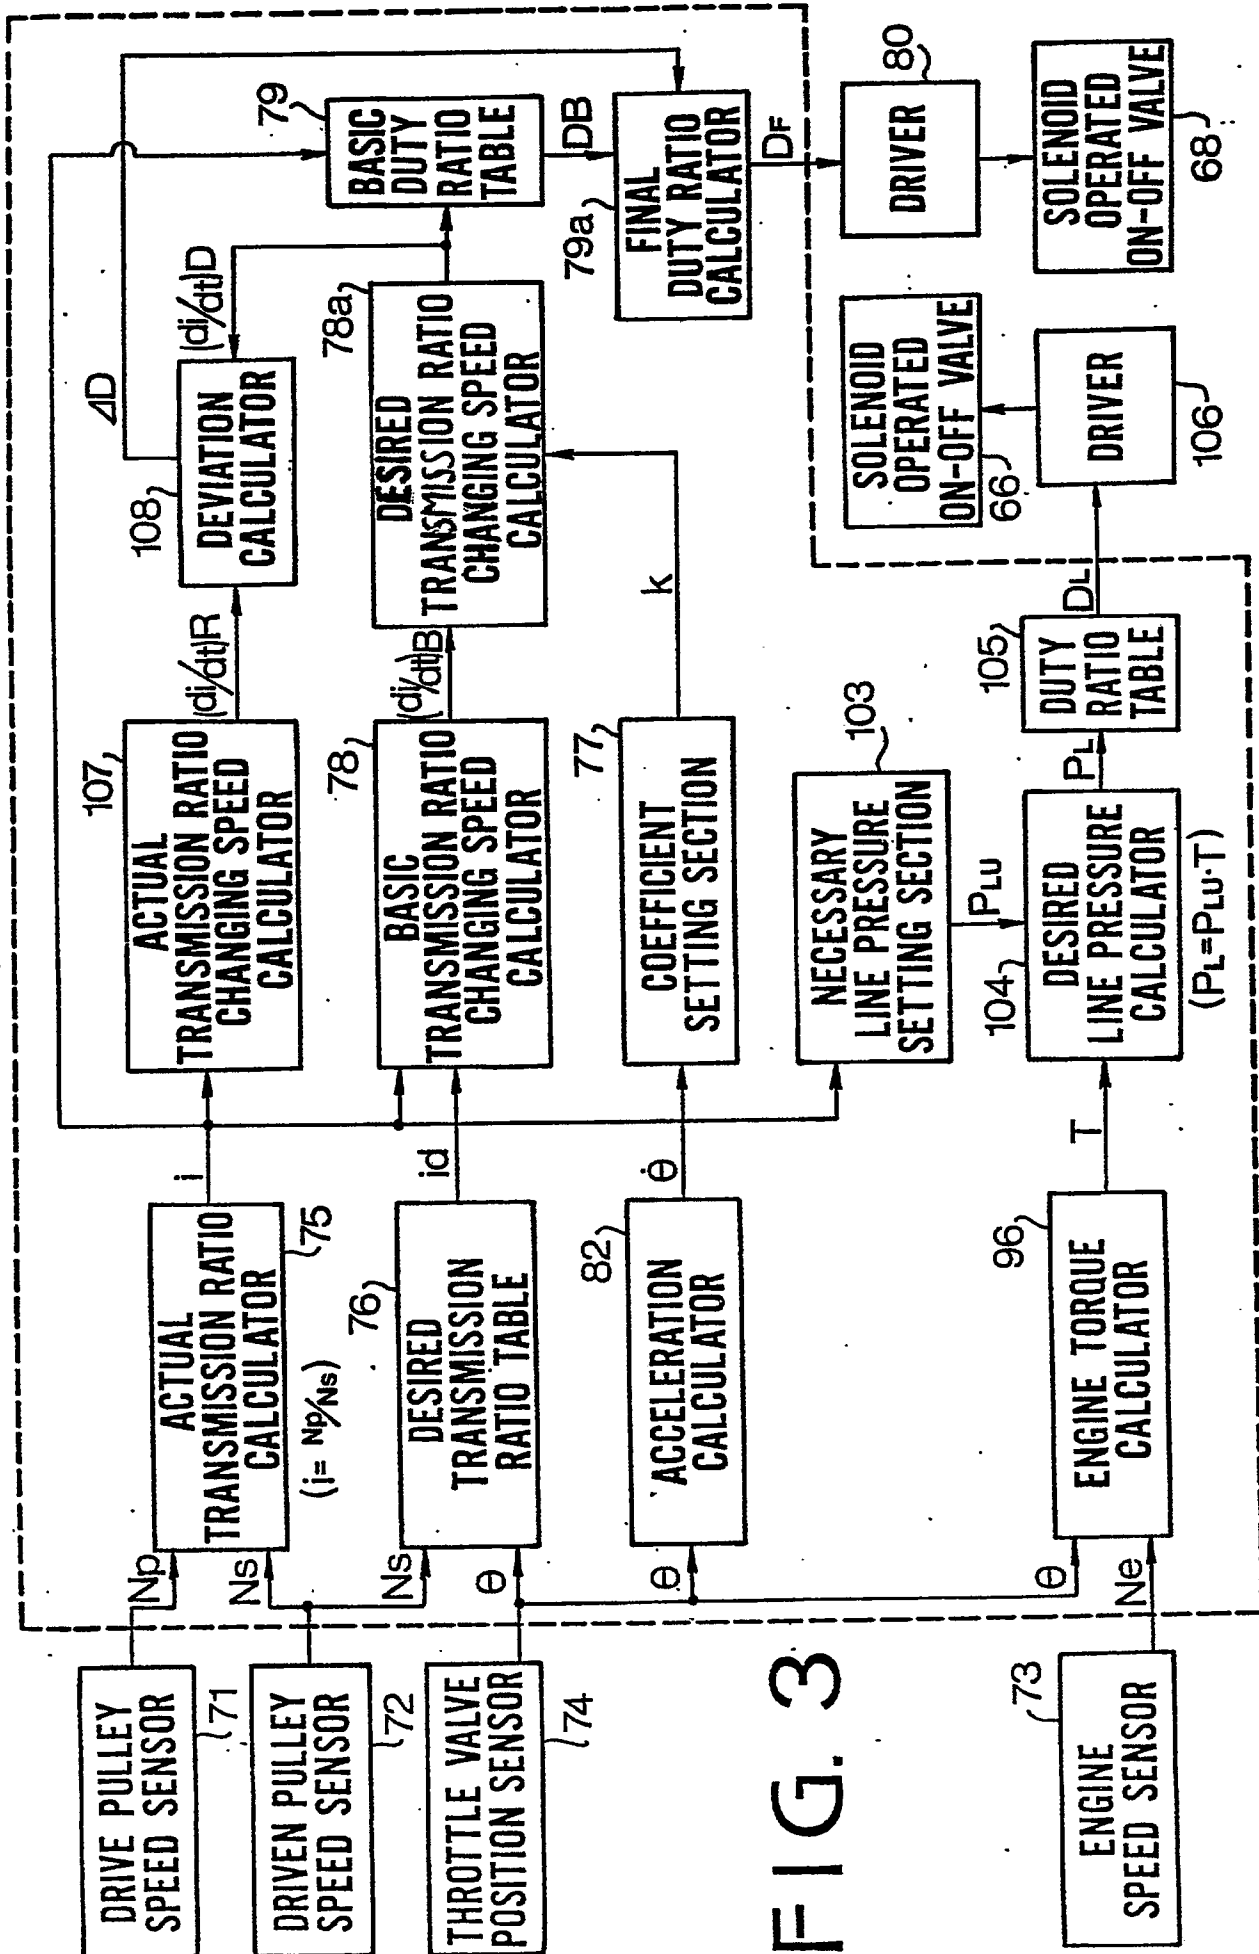 DRIVE PULLEY
SPEED SENSOR
71
DRIVEN PULLEY
SPEED SENSOR
72
THROTTLE VALVE
POSITION SENSOR
74
ENGINE
SPEED SENSOR
73
Np
Ns
Ns
θ
θ
θ
Ne
ACTUAL
TRANSMISSION RATIO
CALCULATOR
75
(i= Np/Ns)
DESIRED
TRANSMISSION
RATIO TABLE
76
ACCELERATION
CALCULATOR
82
ENGINE TORQUE
CALCULATOR
96
i
id
θ̇
T
ACTUAL
TRANSMISSION RATIO
CHANGING SPEED
CALCULATOR
107
BASIC
TRANSMISSION RATIO
CHANGING SPEED
CALCULATOR
78
COEFFICIENT
SETTING SECTION
77
NECESSARY
LINE PRESSURE
SETTING SECTION
103
PLU
DESIRED
LINE PRESSURE
CALCULATOR
104
(PL=PLU·T)
(di/dt)R
(di/dt)B
k
PL
DEVIATION
CALCULATOR
108
DESIRED
TRANSMISSION RATIO
CHANGING SPEED
CALCULATOR
78a
DUTY
RATIO
TABLE
105
ΔD
(di/dt)D
DL
BASIC
DUTY
RATIO
TABLE
79
DB
FINAL
DUTY RATIO
CALCULATOR
79a
DF
DRIVER
80
SOLENOID
OPERATED
ON-OFF VALVE
68
SOLENOID
OPERATED
ON-OFF VALVE
66
DRIVER
106
FIG. 3